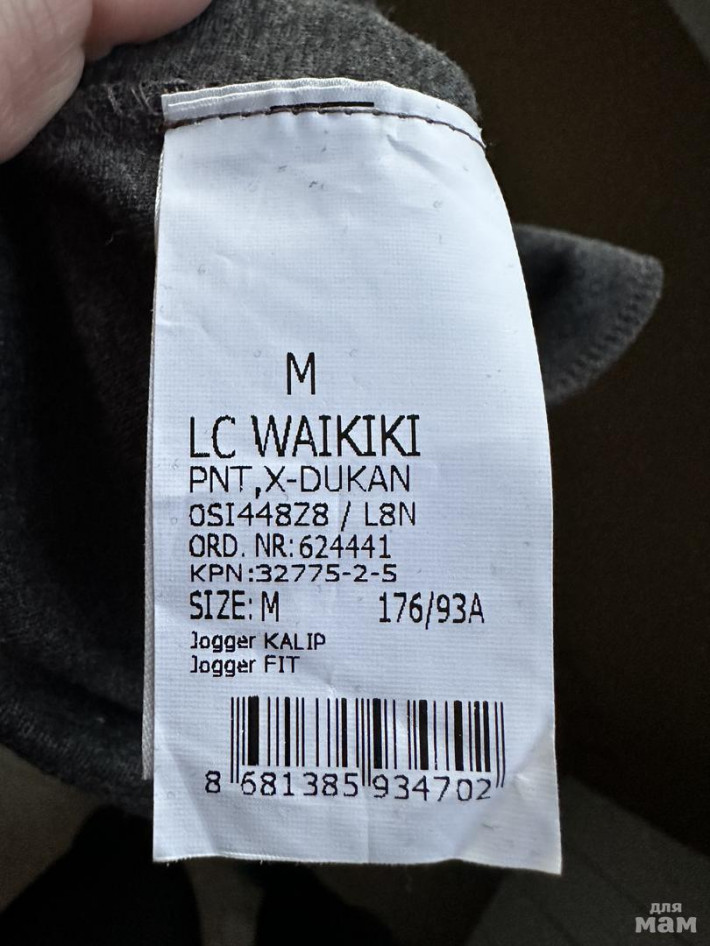 M
LC WAIKIKI
PNT,X-DUKAN
0SI448Z8 / L8N
ORD. NR:624441
KPN:32775-2-5
SIZE: M 176/93A
Jogger KALIP
Jogger FIT
8 681385 934702
для
мам